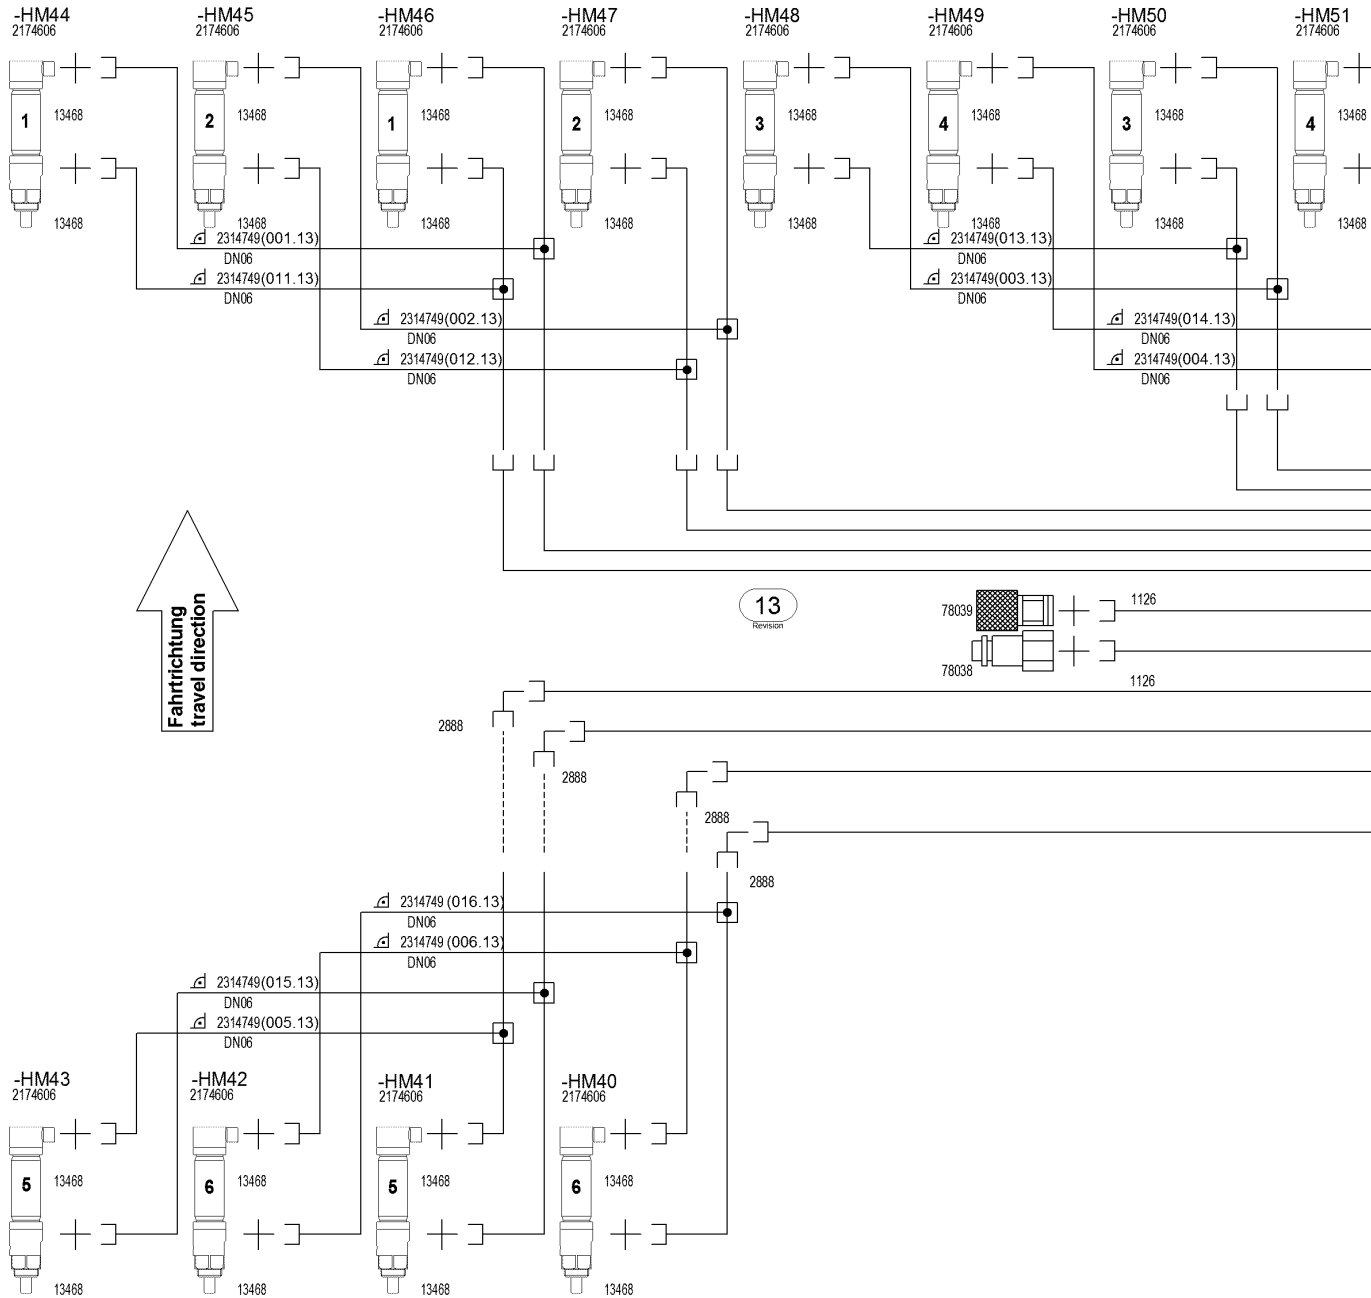 -HM44 -HM45 -HM46 -HM47 -HM48 -HM49 -HM50 -HM51
2174606 2174606 2174606 2174606 2174606 2174606 2174606 2174606
13468 13468 13468 13468 13468 13468 13468 13468
1 2 1 2 3 4 3 4
13468 13468 13468 13468 13468 13468 13468 13468
2314749(001.13) 2314749(013.13)
DN06 DN06
2314749(011.13) 2314749(003.13)
DN06 DN06
2314749(002.13) 2314749(014.13)
DN06 DN06
2314749(012.13) 2314749(004.13)
DN06 DN06
Fahrtrichtung
travel direction
13
Revision
78039 1126
78038 1126
2888
2888
2888
2888
2314749(016.13)
DN06
2314749(006.13)
DN06
2314749(015.13)
DN06
2314749(005.13)
DN06
-HM43 -HM42 -HM41 -HM40
2174606 2174606 2174606 2174606
13468 13468 13468 13468
5 6 5 6
13468 13468 13468 13468